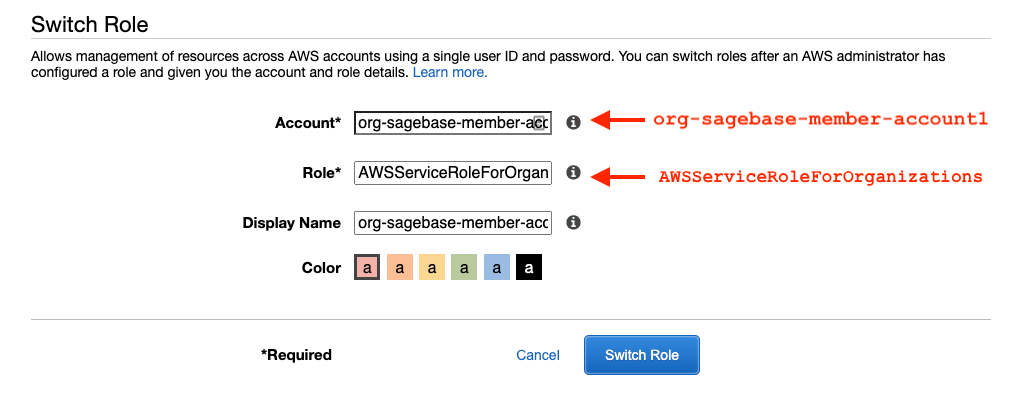 Switch Role
Allows management of resources across AWS accounts using a single user ID and password. You can switch roles after an AWS administrator has
configured a role and given you the account and role details. Learn more.
Account* org-sagebase-member-acc org-sagebase-member-account1
Role* AWSServiceRoleForOrgan AWSServiceRoleForOrganizations
Display Name org-sagebase-member-acc
Color a a a a a a
*Required Cancel Switch Role